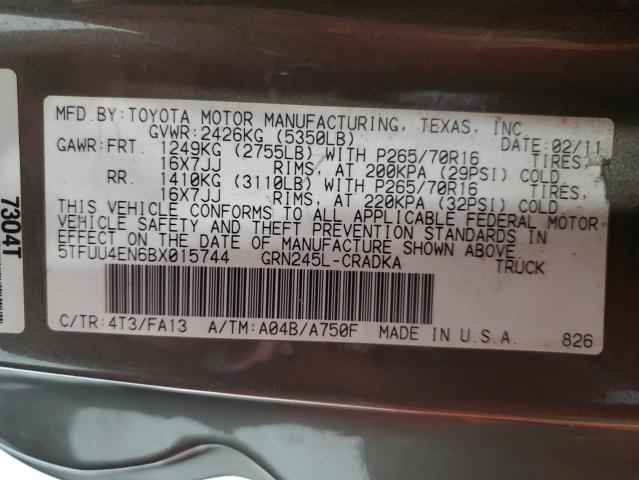 MFD.BY:TOYOTA MOTOR MANUFACTURING, TEXAS, INC.
GVWR:2426KG (5350LB) DATE:02/11
GAWR:FRT. 1249KG (2755LB) WITH P265/70R16 TIRES,
16X7JJ RIMS, AT 200KPA (29PSI) COLD
RR. 1410KG (3110LB) WITH P265/70R16 TIRES,
16X7JJ RIMS, AT 220KPA (32PSI) COLD
THIS VEHICLE CONFORMS TO ALL APPLICABLE FEDERAL MOTOR
VEHICLE SAFETY AND THEFT PREVENTION STANDARDS IN
EFFECT ON THE DATE OF MANUFACTURE SHOWN ABOVE.
5TFUU4EN6BX015744 GRN245L-CRADKA TRUCK
C/TR:4T3/FA13 A/TM:A04B/A750F MADE IN U.S.A. 826
7304T